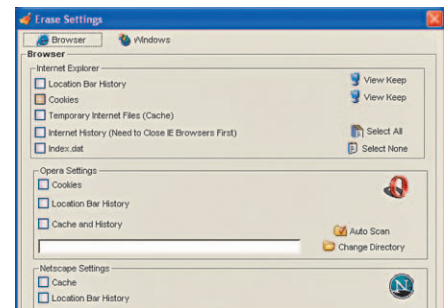 Erase Settings
Browser Windows
Browser
Internet Explorer
Location Bar History View Keep
Cookies View Keep
Temporary Internet Files (Cache)
Internet History (Need to Close IE Browsers First) Select All
Index.dat Select None
Opera Settings
Cookies
Location Bar History
Cache and History
Auto Scan
Change Directory
Netscape Settings
Cache
Location Bar History